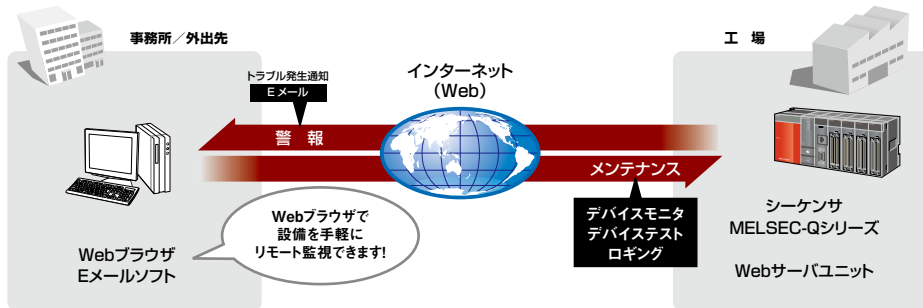 事務所／外出先
工 場
トラブル発生通知
Eメール
インターネット
（Web）
警 報
メンテナンス
デバイスモニタ
デバイステスト
ロギング
Webブラウザで
設備を手軽に
リモート監視できます!
Webブラウザ
Eメールソフト
シーケンサ
MELSEC-Qシリーズ
Webサーバユニット